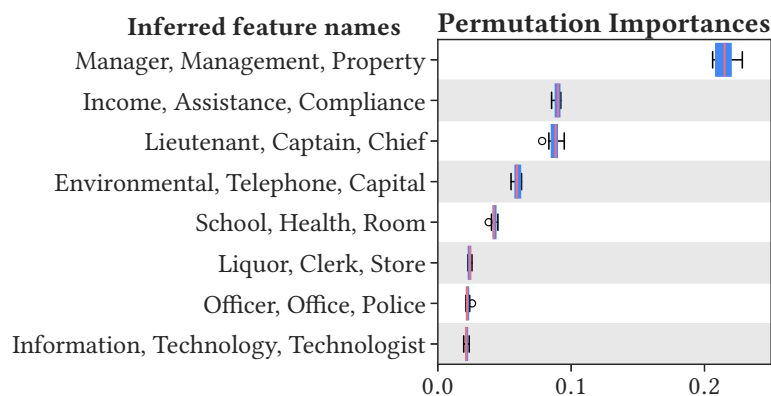 Inferred feature names
Permutation Importances
Manager, Management, Property
Income, Assistance, Compliance
Lieutenant, Captain, Chief
Environmental, Telephone, Capital
School, Health, Room
Liquor, Clerk, Store
Officer, Office, Police
Information, Technology, Technologist
0.0 0.1 0.2